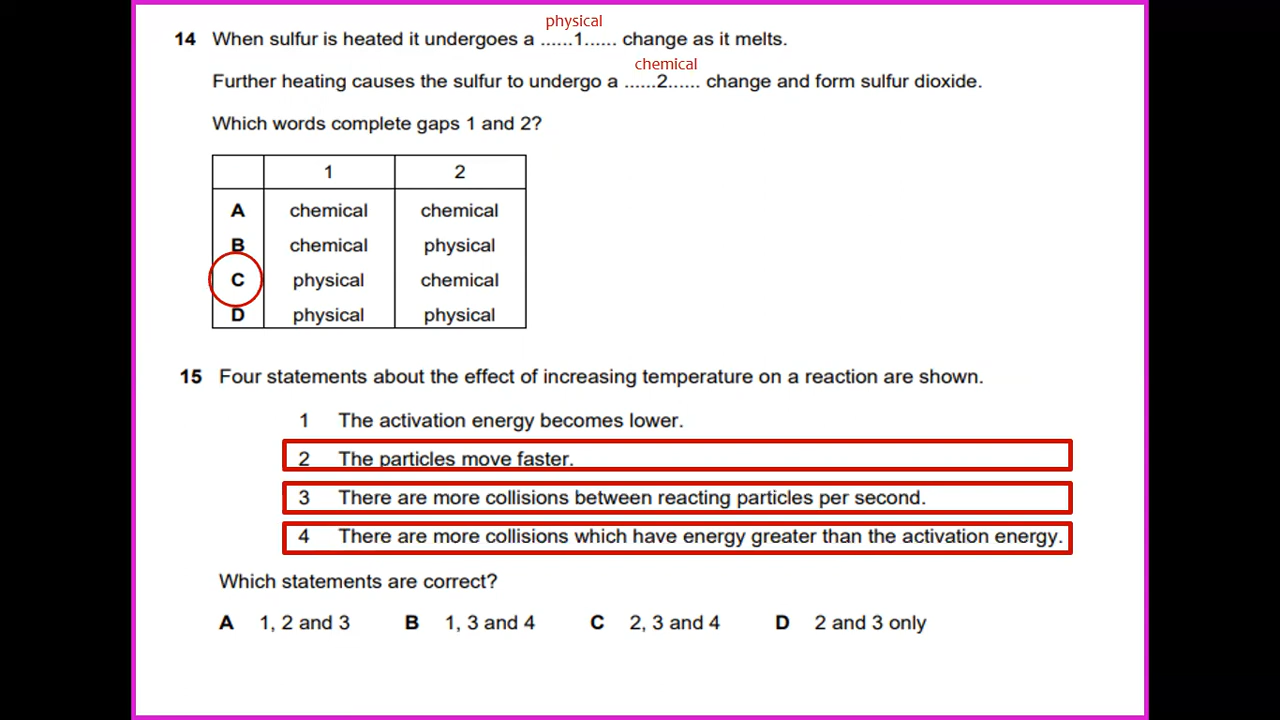 physical
14 When sulfur is heated it undergoes a ......1...... change as it melts.
chemical
Further heating causes the sulfur to undergo a ......2...... change and form sulfur dioxide.
Which words complete gaps 1 and 2?
1 2
A chemical chemical
B chemical physical
C physical chemical
D physical physical
15 Four statements about the effect of increasing temperature on a reaction are shown.
1 The activation energy becomes lower.
2 The particles move faster.
3 There are more collisions between reacting particles per second.
4 There are more collisions which have energy greater than the activation energy.
Which statements are correct?
A 1, 2 and 3 B 1, 3 and 4 C 2, 3 and 4 D 2 and 3 only